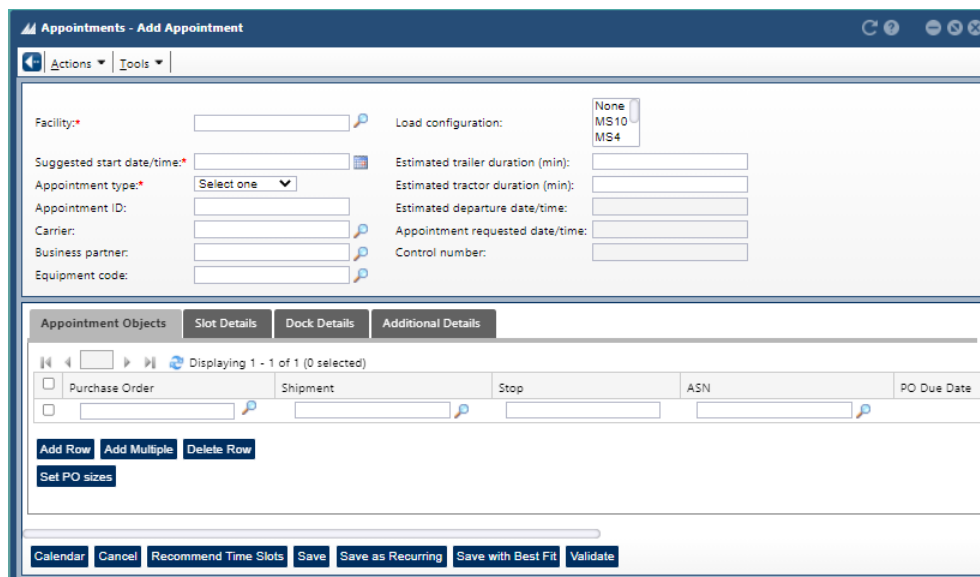 Appointments - Add Appointment
Actions Tools
Facility:* Load configuration: None
MS10
MS4
Suggested start date/time:* Estimated trailer duration (min):
Appointment type:* Select one Estimated tractor duration (min):
Appointment ID: Estimated departure date/time:
Carrier: Appointment requested date/time:
Business partner: Control number:
Equipment code:
Appointment Objects Slot Details Dock Details Additional Details
Displaying 1 - 1 of 1 (0 selected)
Purchase Order Shipment Stop ASN PO Due Date
Add Row Add Multiple Delete Row
Set PO sizes
Calendar Cancel Recommend Time Slots Save Save as Recurring Save with Best Fit Validate